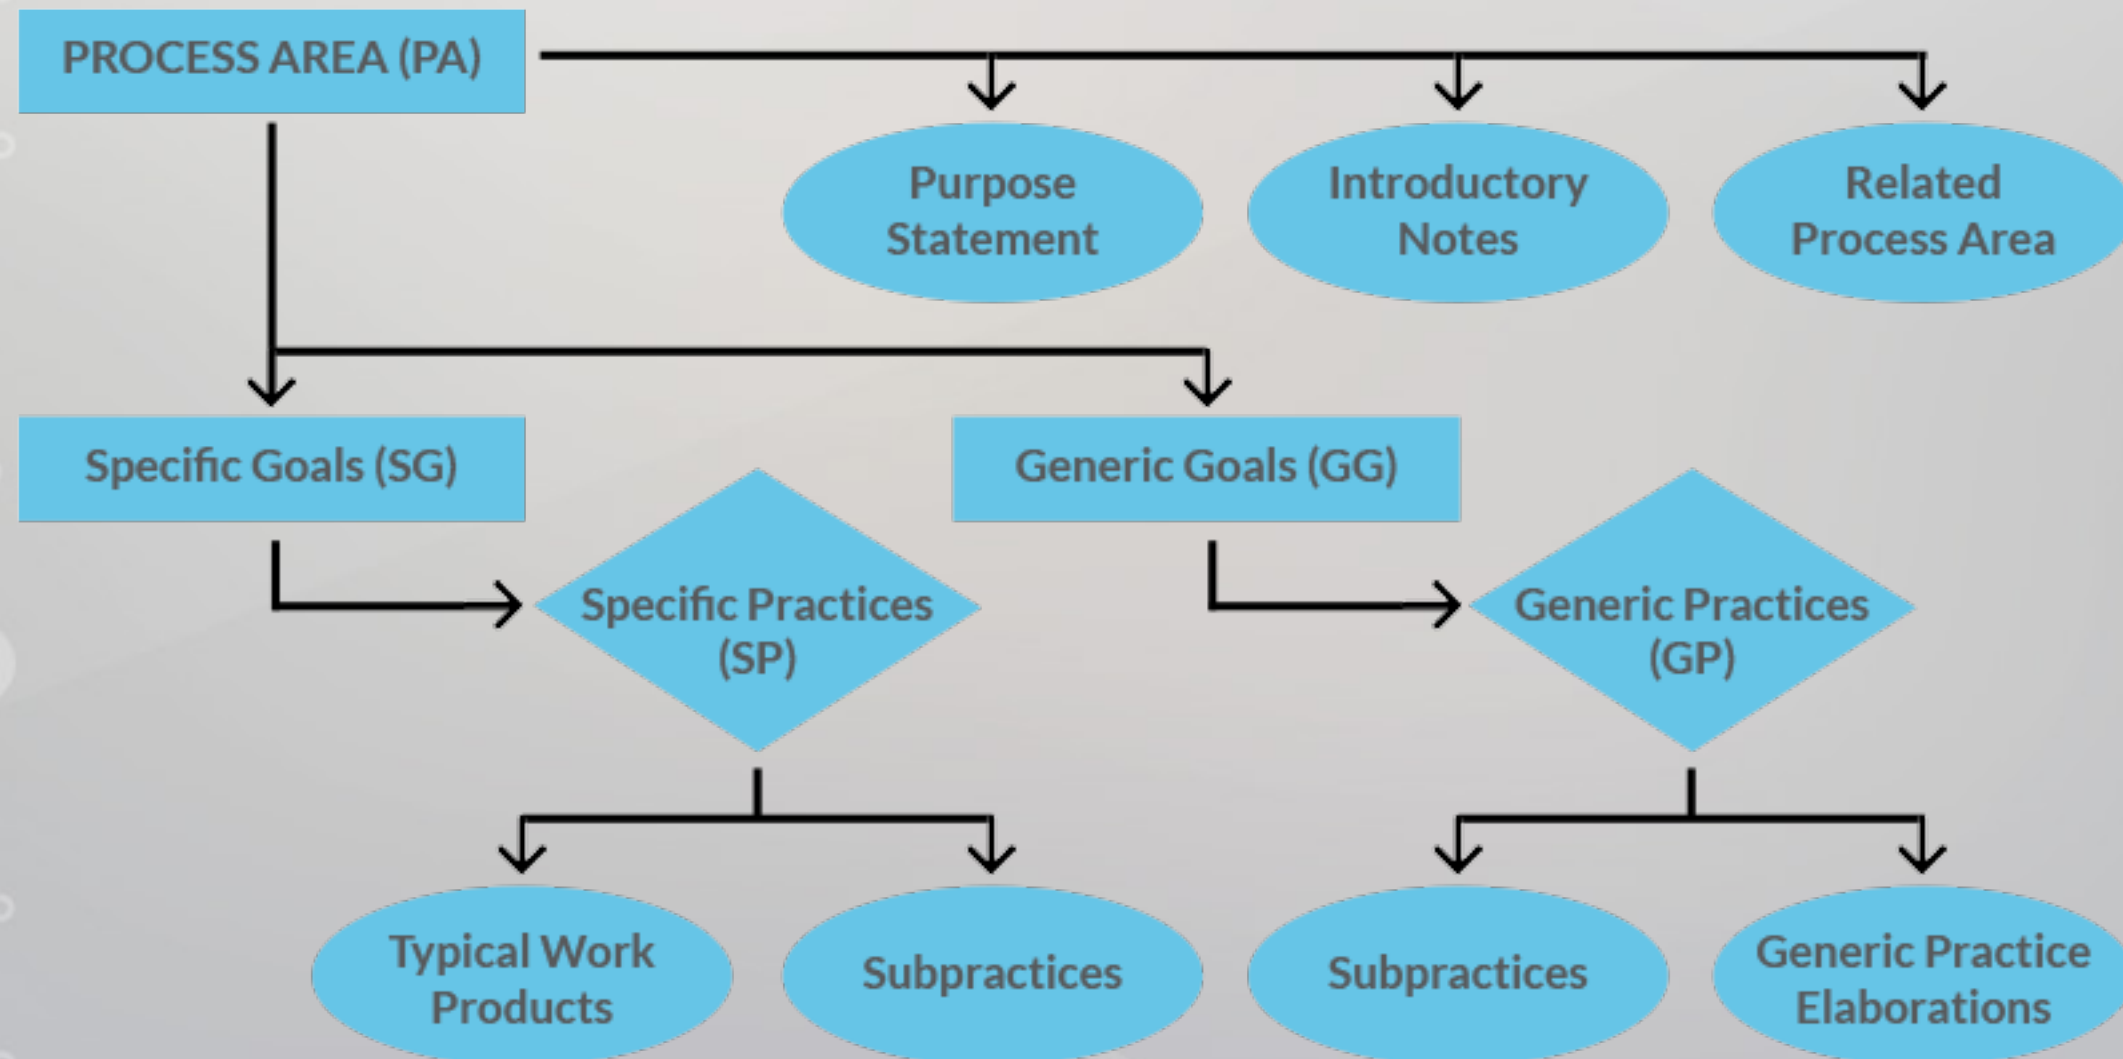 PROCESS AREA (PA)
Purpose
Statement
Introductory
Notes
Related
Process Area
Specific Goals (SG)
Generic Goals (GG)
Specific Practices
(SP)
Generic Practices
(GP)
Typical Work
Products
Subpractices
Subpractices
Generic Practice
Elaborations